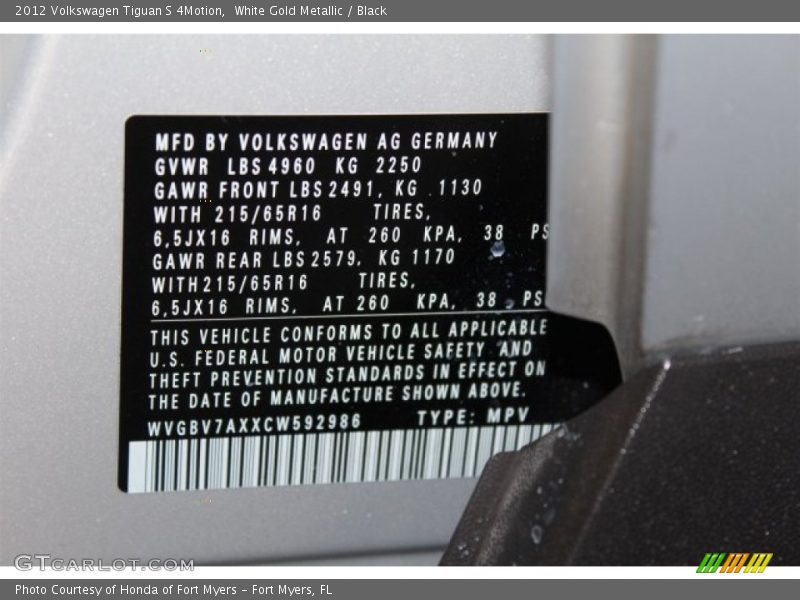 2012 Volkswagen Tiguan S 4Motion,  White Gold Metallic / Black
MFD BY VOLKSWAGEN AG GERMANY
GVWR LBS 4960 KG 2250
GAWR FRONT LBS 2491, KG 1130
WITH 215/65R16 TIRES,
6,5JX16 RIMS, AT 260 KPA, 38 PS
GAWR REAR LBS 2579, KG 1170
WITH 215/65R16 TIRES,
6,5JX16 RIMS, AT 260 KPA, 38 PS
THIS VEHICLE CONFORMS TO ALL APPLICABLE
U.S. FEDERAL MOTOR VEHICLE SAFETY AND
THEFT PREVENTION STANDARDS IN EFFECT ON
THE DATE OF MANUFACTURE SHOWN ABOVE.
WVGBV7AXXCW592986 TYPE: MPV
GTcarlot.com
Photo Courtesy of Honda of Fort Myers – Fort Myers, FL